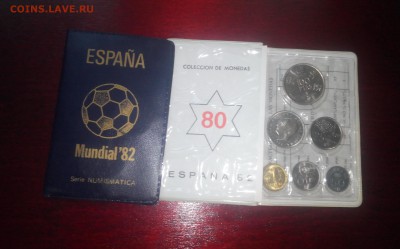 COINS.LAVE.RU
ESPAÑA
Mundial'82
Serie NUMISMATICA
COLECCION DE MONEDAS
80
ESPAÑA 82